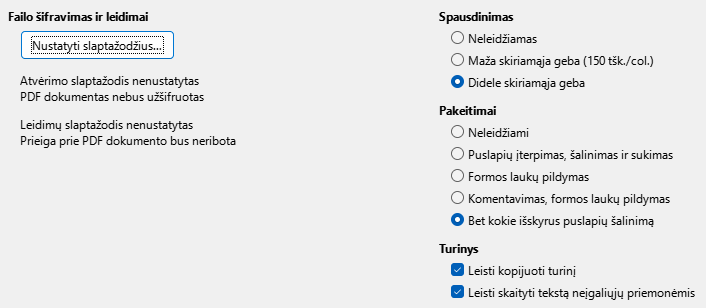 Failo šifravimas ir leidimai
Nustatyti slaptažodžius...
Atvėrimo slaptažodis nenustatytas
PDF dokumentas nebus užšifruotas
Leidimų slaptažodis nenustatytas
Prieiga prie PDF dokumento bus neribota
Spausdinimas
Neleidžiamas
Maža skiriamąja geba (150 tšk./col.)
Didele skiriamąja geba
Pakeitimai
Neleidžiami
Puslapių įterpimas, šalinimas ir sukimas
Formos laukų pildymas
Komentavimas, formos laukų pildymas
Bet kokie išskyrus puslapių šalinimą
Turinys
Leisti kopijuoti turinį
Leisti skaityti tekstą neįgaliųjų priemonėmis